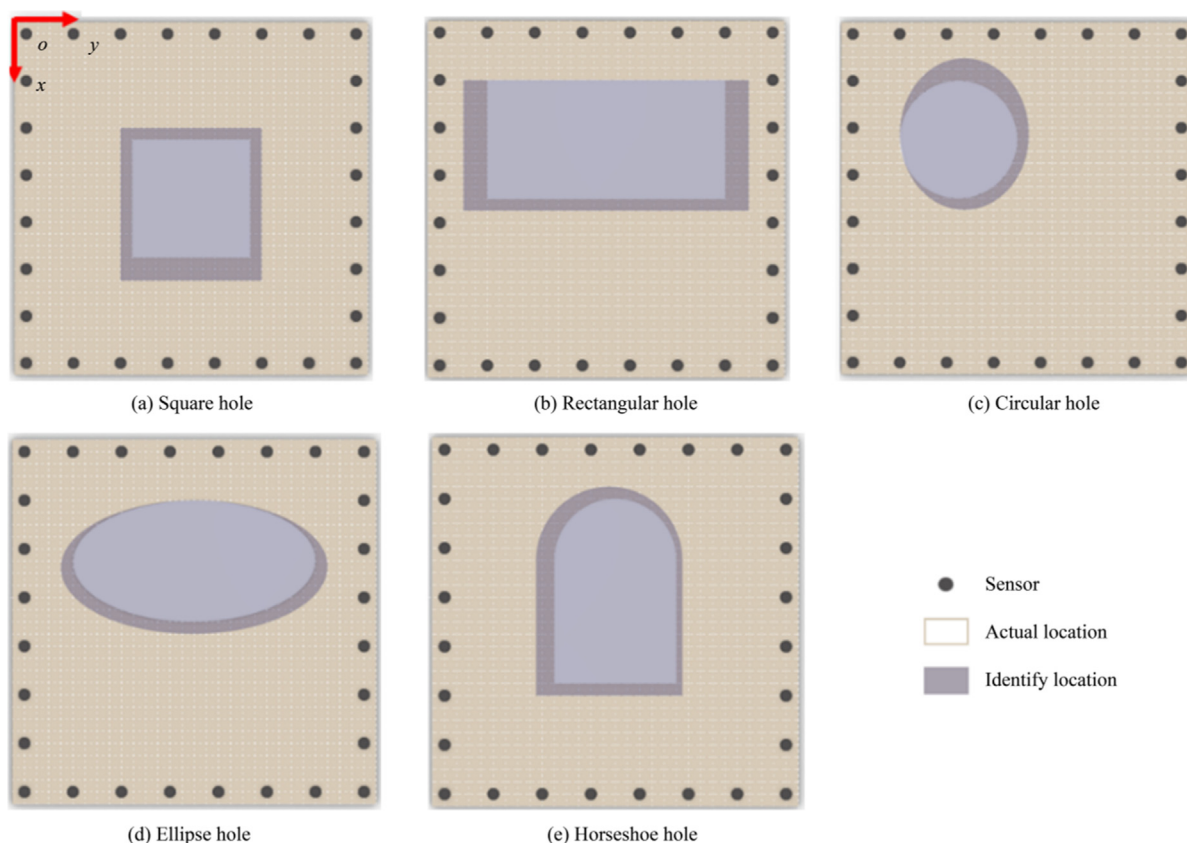 o y
x
(a) Square hole
(b) Rectangular hole
(c) Circular hole
Sensor
Actual location
Identify location
(d) Ellipse hole
(e) Horseshoe hole